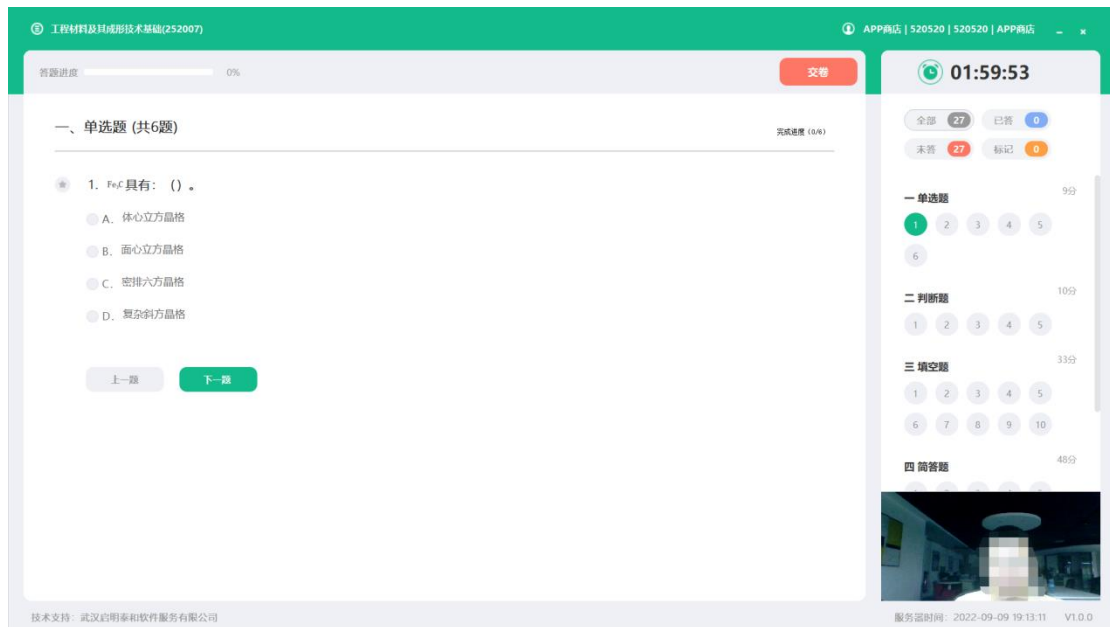 工程材料及其成形技术基础(252007)
APP商店 | 520520 | 520520 | APP商店
答题进度 0%
交卷
01:59:53
一、单选题 (共6题)
完成进度 (0/6)
全部 27 已答 0
未答 27 标记 0
1. Fe₃C 具有： （）。
A. 体心立方晶格
B. 面心立方晶格
C. 密排六方晶格
D. 复杂斜方晶格
上一题 下一题
一 单选题 9分
1 2 3 4 5
6
二 判断题 10分
1 2 3 4 5
三 填空题 33分
1 2 3 4 5
6 7 8 9 10
四 简答题 48分
技术支持：武汉启明泰和软件服务有限公司
服务器时间：2022-09-09 19:13:11 V1.0.0